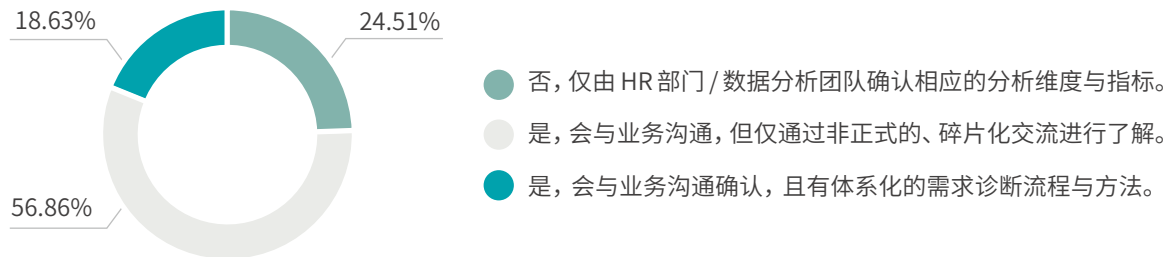 18.63%
24.51%
56.86%
否，仅由 HR 部门 / 数据分析团队确认相应的分析维度与指标。
是，会与业务沟通，但仅通过非正式的、碎片化交流进行了解。
是，会与业务沟通确认，且有体系化的需求诊断流程与方法。